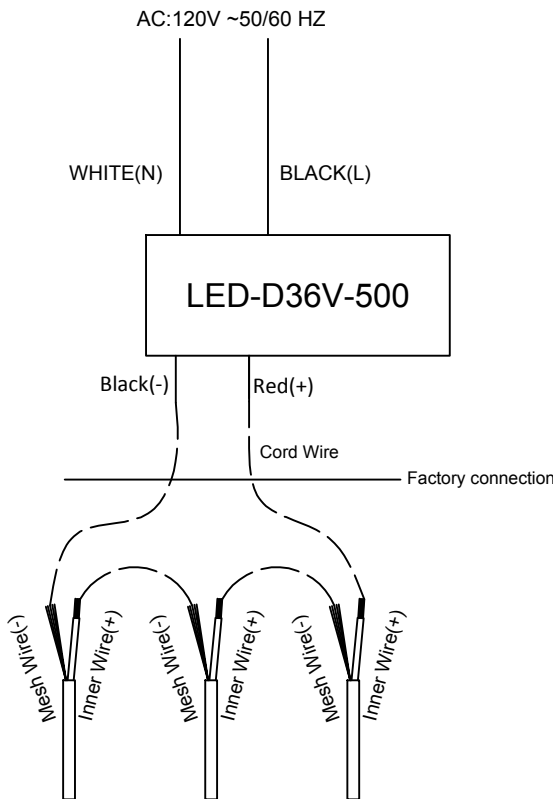 AC:120V ~50/60 HZ
WHITE(N)
BLACK(L)
LED-D36V-500
Black(-)
Red(+)
Cord Wire
Factory connection
Mesh Wire(-)
Inner Wire(+)
Mesh Wire(-)
Inner Wire(+)
Mesh Wire(-)
Inner Wire(+)